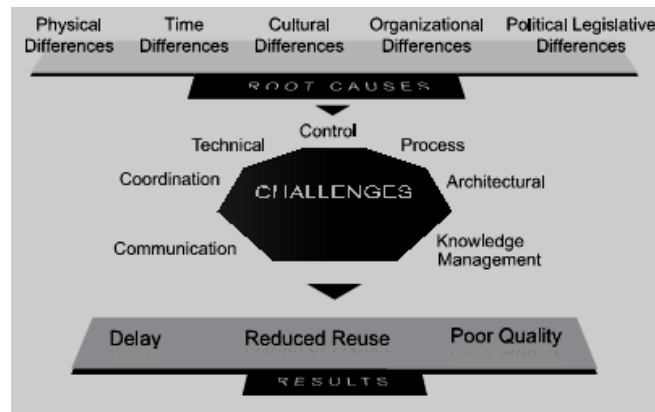 Physical Time Cultural Organizational Political Legislative
Differences Differences Differences Differences Differences
ROOT CAUSES
Control
Technical Process
Coordination CHALLENGES Architectural
Communication Knowledge
Management
Delay Reduced Reuse Poor Quality
RESULTS